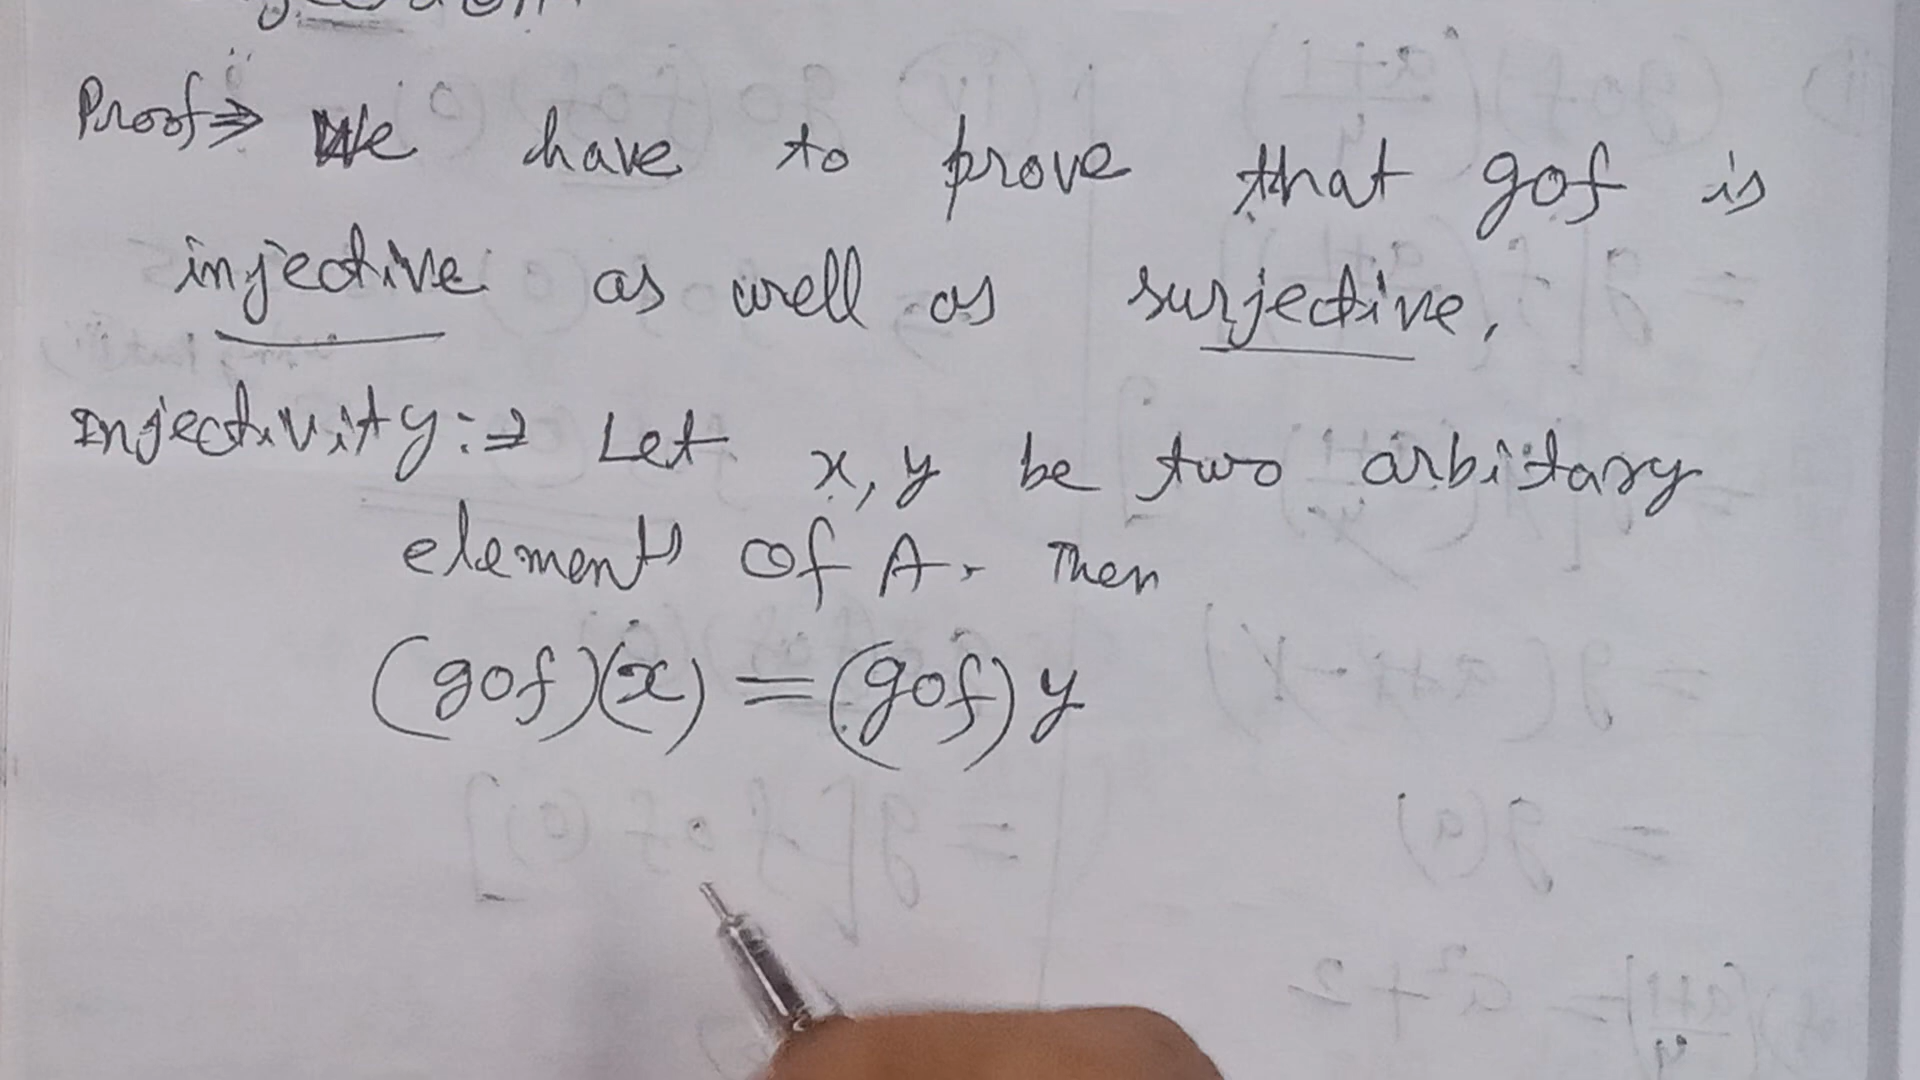 Proof⇒ We have to prove that gof is
injective as well as surjective.
Injectivity:⇒ Let x, y be two arbitary
elements of A. Then
(gof)(x) = (gof) y